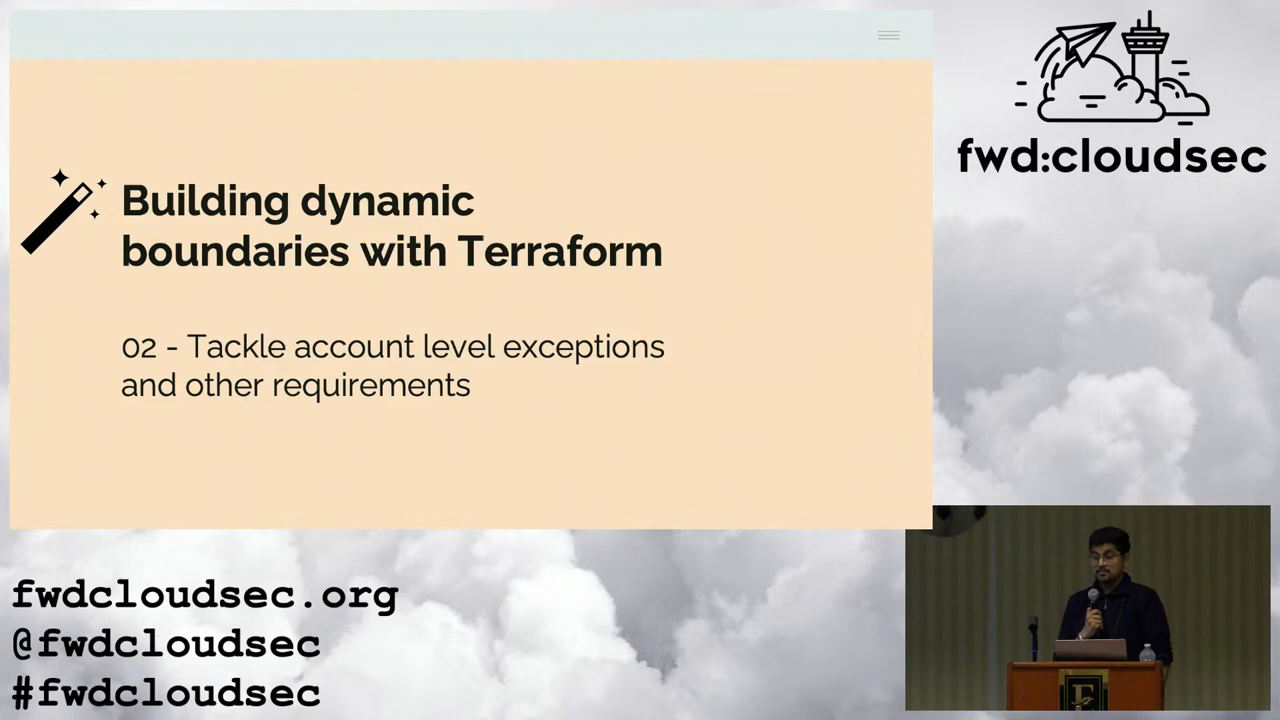 Building dynamic
boundaries with Terraform
02 - Tackle account level exceptions
and other requirements
fwd:cloudsec
fwdcloudsec.org
@fwdcloudsec
#fwdcloudsec
E